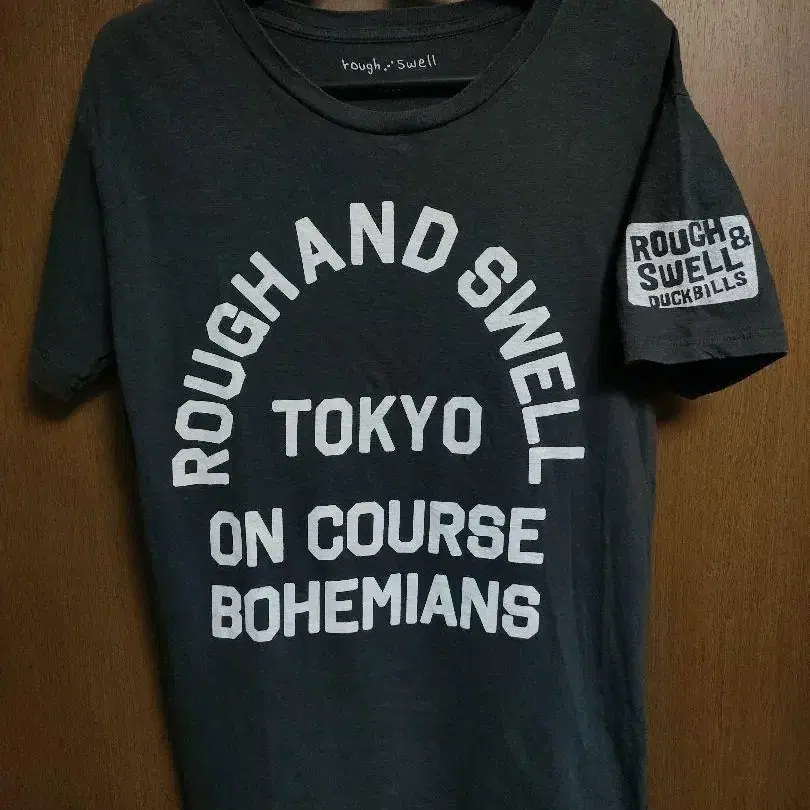 rough & swell
ROUGH AND SWELL
TOKYO
ON COURSE
BOHEMIANS
ROUGH &
SWELL
DUCKBILLS